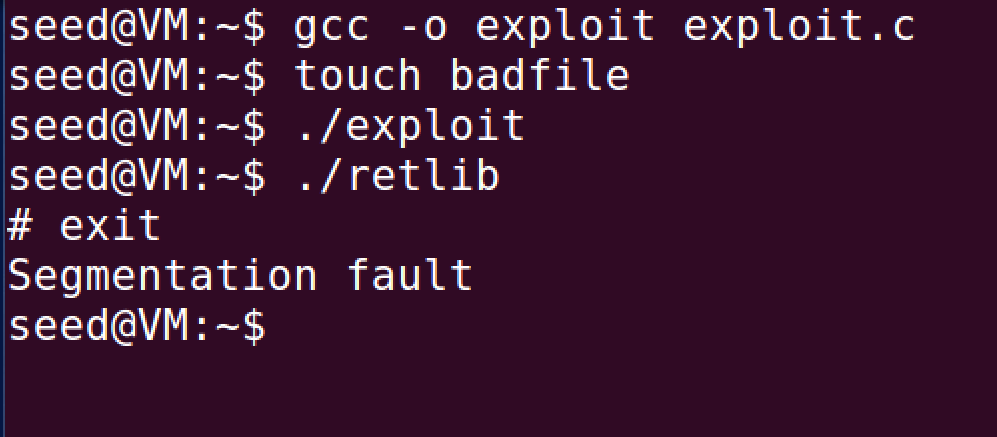 seed@VM:~$ gcc -o exploit exploit.c
seed@VM:~$ touch badfile
seed@VM:~$ ./exploit
seed@VM:~$ ./retlib
# exit
Segmentation fault
seed@VM:~$